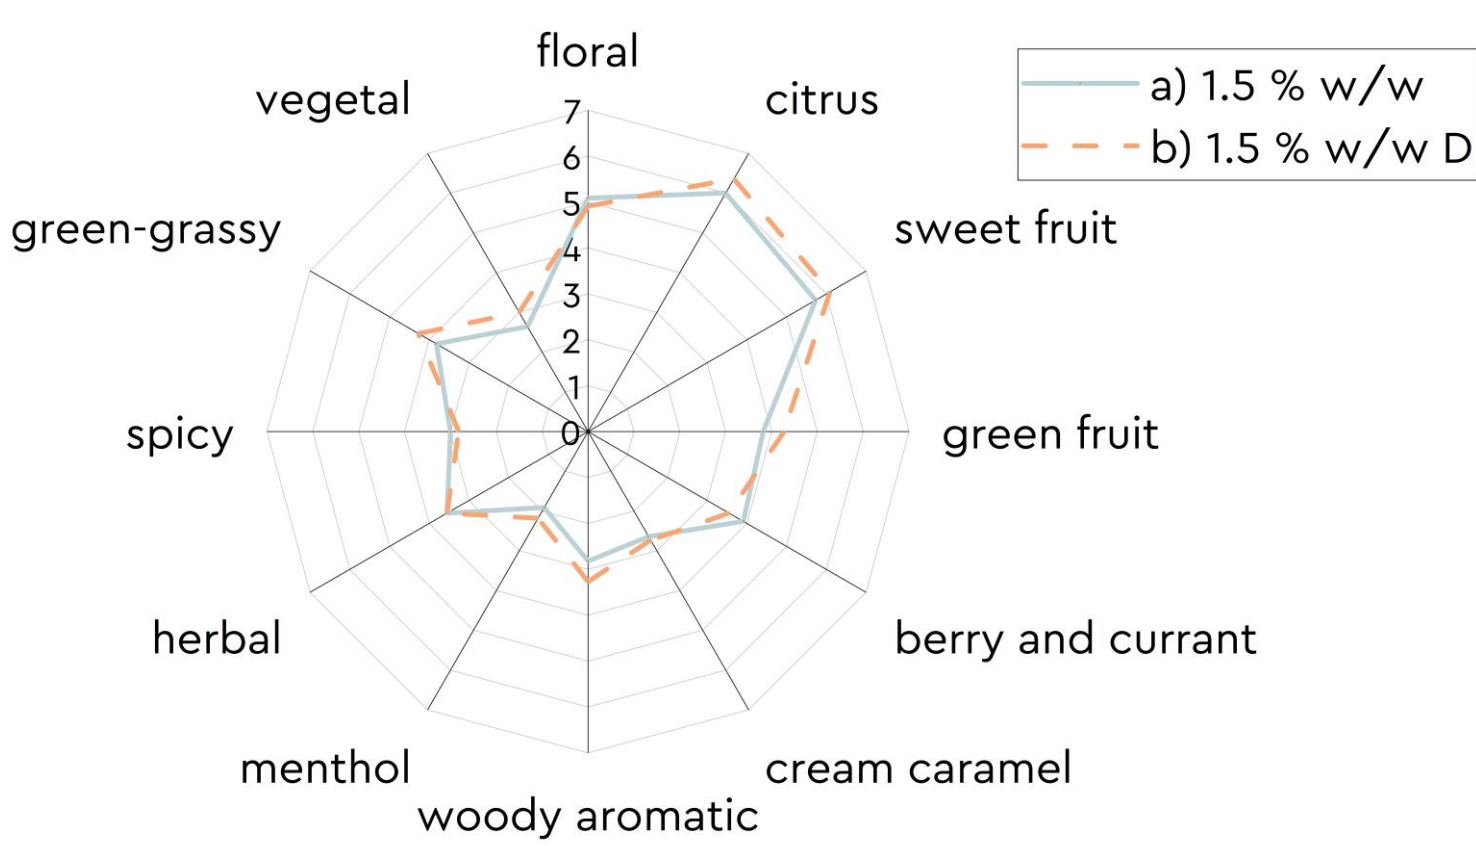 floral
vegetal
citrus
a) 1.5 % w/w
b) 1.5 % w/w D
7
6
5
4
3
2
1
0
green-grassy
sweet fruit
spicy
green fruit
herbal
berry and currant
menthol
cream caramel
woody aromatic